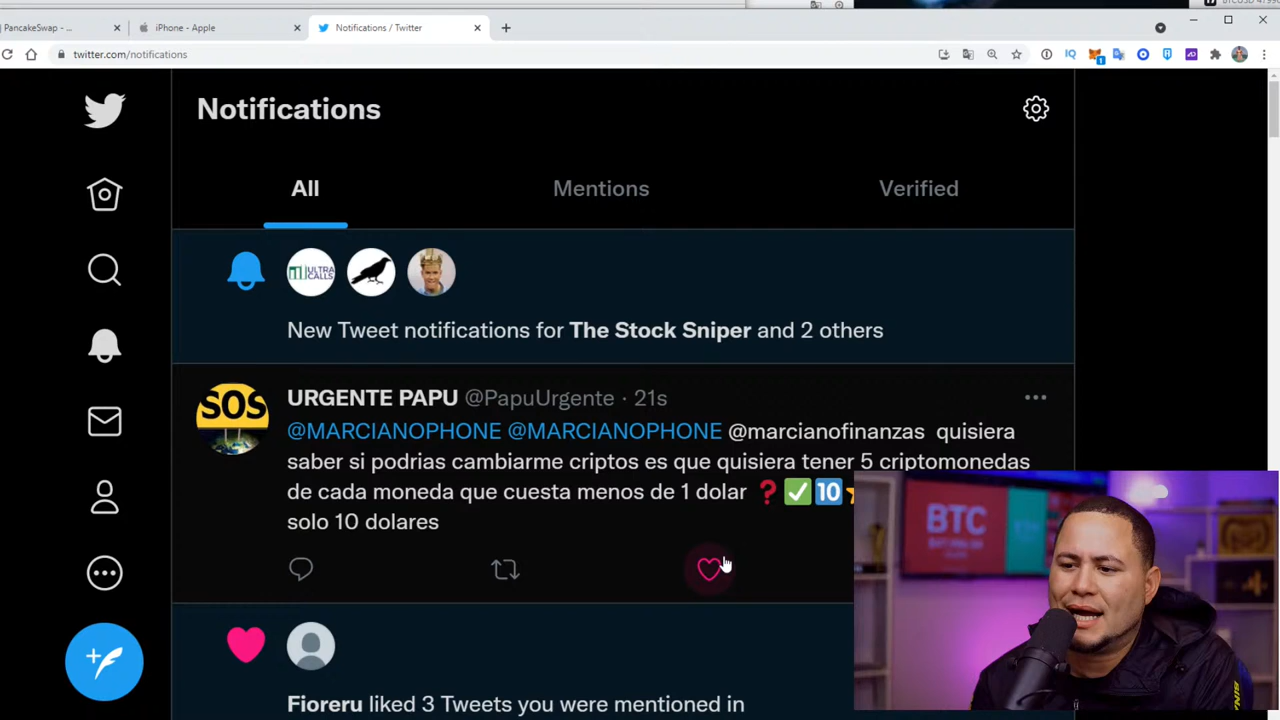 PancakeSwap - ...
iPhone - Apple
Notifications / Twitter
twitter.com/notifications
Notifications
All
Mentions
Verified
ULTRA
CALLS
New Tweet notifications for The Stock Sniper and 2 others
SOS
URGENTE PAPU @PapuUrgente · 21s
@MARCIANOPHONE @MARCIANOPHONE @marcianofinanzas quisiera
saber si podrias cambiarme criptos es que quisiera tener 5 criptomonedas
de cada moneda que cuesta menos de 1 dolar ❓✅🔟
solo 10 dolares
BTC
Fioreru liked 3 Tweets you were mentioned in